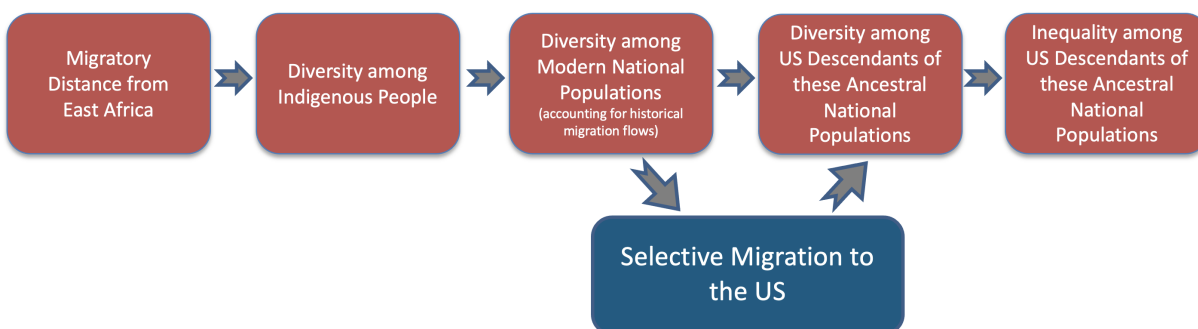 Migratory
Distance from
East Africa
Diversity among
Indigenous People
Diversity among
Modern National
Populations
(accounting for historical
migration flows)
Diversity among
US Descendants of
these Ancestral
National
Populations
Inequality among
US Descendants
of these Ancestral
National
Populations
Selective Migration to
the US